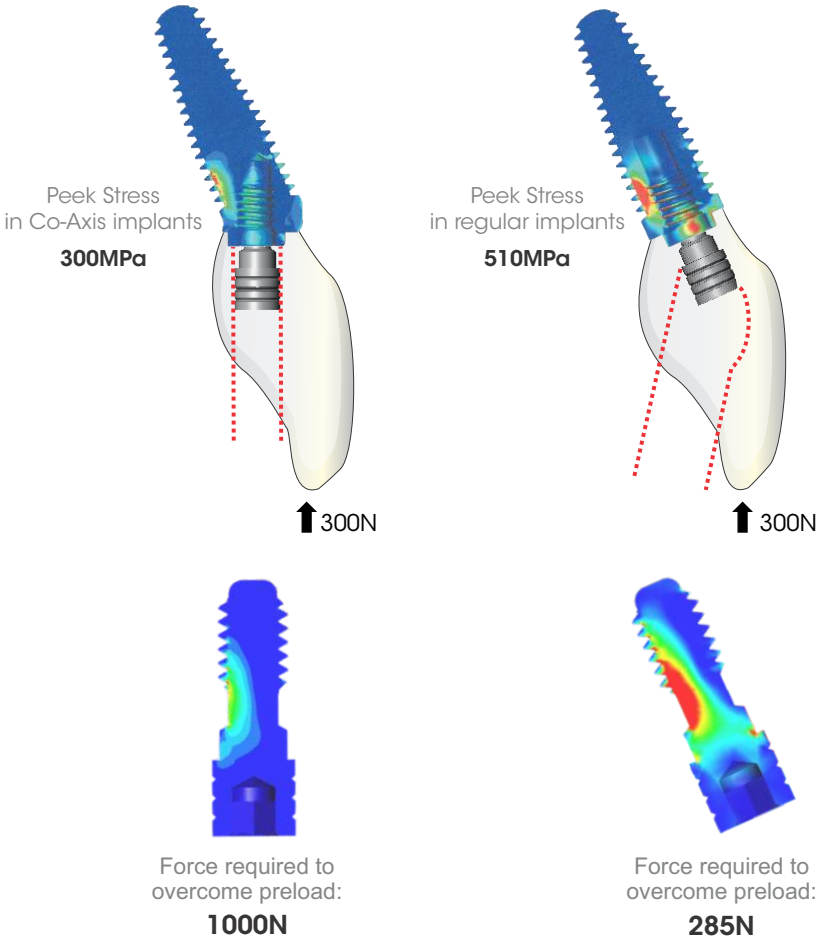 Peek Stress
in Co-Axis implants
300MPa
Peek Stress
in regular implants
510MPa
300N
300N
Force required to
overcome preload:
1000N
Force required to
overcome preload:
285N